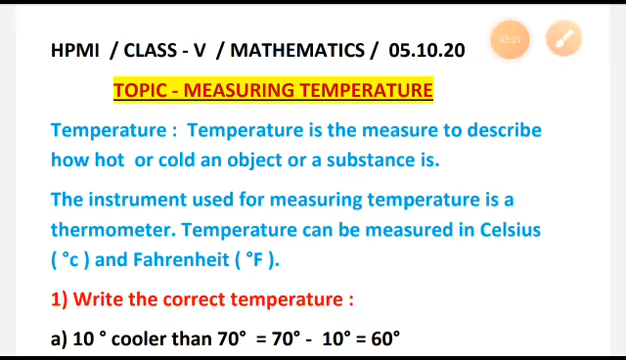 HPMI / CLASS - V / MATHEMATICS / 05.10.20
TOPIC - MEASURING TEMPERATURE
Temperature : Temperature is the measure to describe
how hot or cold an object or a substance is.
The instrument used for measuring temperature is a
thermometer. Temperature can be measured in Celsius
( °c ) and Fahrenheit ( °F ).
1) Write the correct temperature :
a) 10 ° cooler than 70° = 70° - 10° = 60°